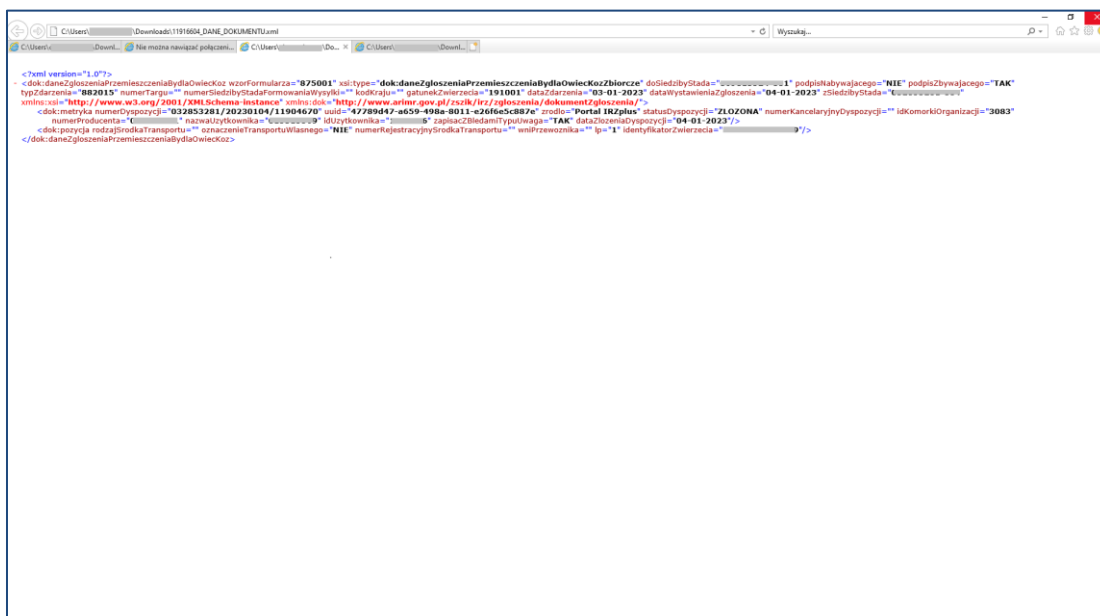 C:\Users\ \Downloads\11916604_DANE_DOKUMENTU.xml Wyszukaj...
C:\Users\ \Downl... Nie można nawiązać połączeni... C:\Users\ \Do... C:\Users\ \Downl...
<?xml version="1.0"?>
- <dok:daneZgloszeniaPrzemieszczeniaBydlaOwiecKoz wzorFormularza="875001" xsi:type="dok:daneZgloszeniaPrzemieszczeniaBydlaOwiecKozZbiorcze" doSiedzibyStada=" 1" podpisNabywajacego="NIE" podpisZbywajacego="TAK"
typZdarzenia="882015" numerTargu="" numerSiedzibyStadaFormowaniaWysylki="" kodKraju="" gatunekZwierzecia="191001" dataZdarzenia="03-01-2023" dataWystawieniaZgloszenia="04-01-2023" zSiedzibyStada=" "
xmlns:xsi="http://www.w3.org/2001/XMLSchema-instance" xmlns:dok="http://www.arimr.gov.pl/zszik/irz/zgloszenia/dokumentZgloszenia/">
<dok:metryka numerDyspozycji="032853281/20230104/11904670" uuid="47789d47-a659-498a-8011-e26f6e5c887e" zrodlo="Portal IRZplus" statusDyspozycji="ZLOZONA" numerKancelaryjnyDyspozycji="" idKomorkiOrganizacji="3083"
numerProducenta=" " nazwaUzytkownika=" 9" idUzytkownika=" 6" zapisacZBledamiTypuUwaga="TAK" dataZlozeniaDyspozycji="04-01-2023"/>
<dok:pozycja rodzajSrodkaTransportu="" oznaczenieTransportuWlasnego="NIE" numerRejestracyjnySrodkaTransportu="" wniPrzewoznika="" lp="1" identyfikatorZwierzecia=" 9"/>
</dok:daneZgloszeniaPrzemieszczeniaBydlaOwiecKoz>